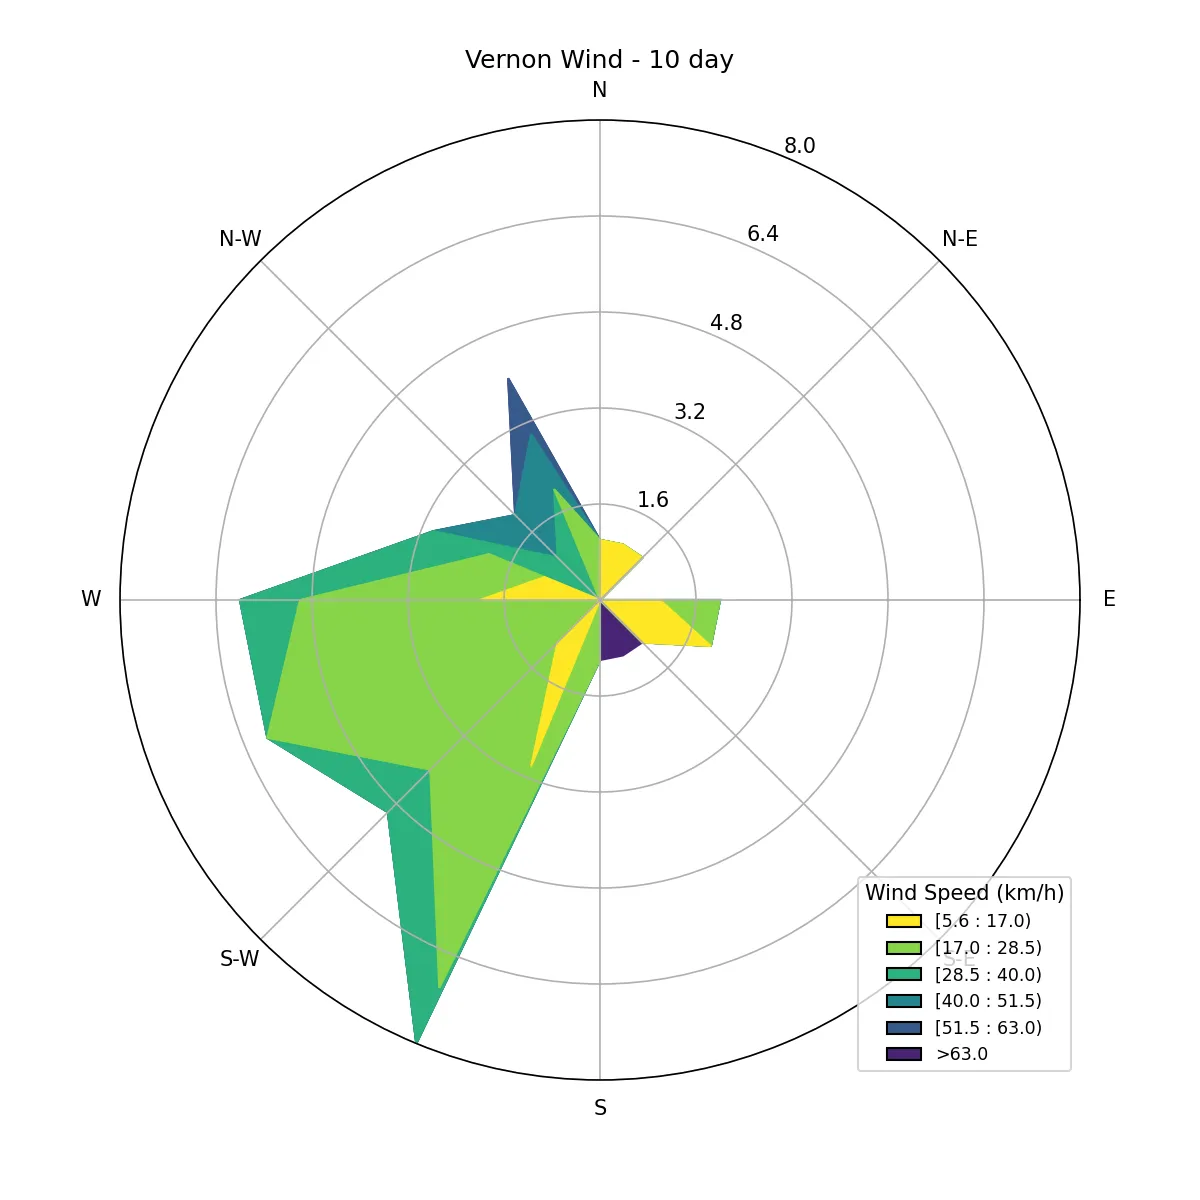 Vernon Wind - 10 day
N
8.0
N-W
6.4
N-E
4.8
3.2
1.6
W
E
S-W
S-E
S
Wind Speed (km/h)
[5.6 : 17.0)
[17.0 : 28.5)
[28.5 : 40.0)
[40.0 : 51.5)
[51.5 : 63.0)
>63.0